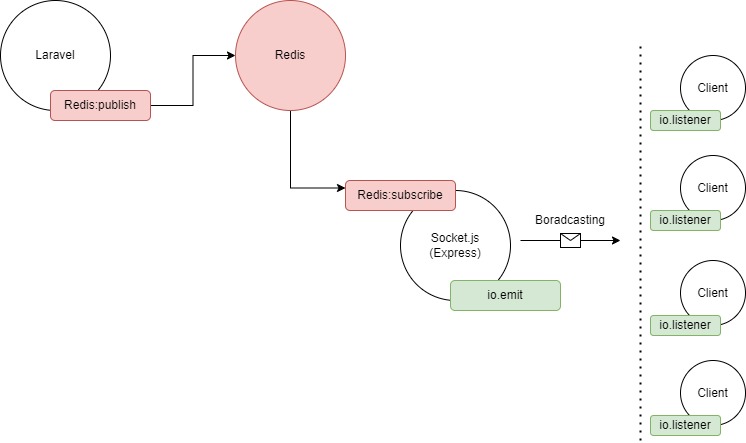 Laravel
Redis:publish
Redis
Redis:subscribe
Socket.js
(Express)
io.emit
Boradcasting
Client
io.listener
Client
io.listener
Client
io.listener
Client
io.listener